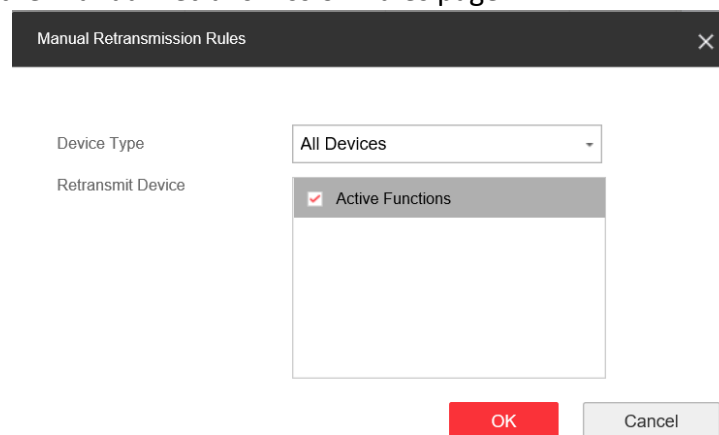 Manual Retransmission Rules
Device Type
All Devices
Retransmit Device
Active Functions
OK
Cancel